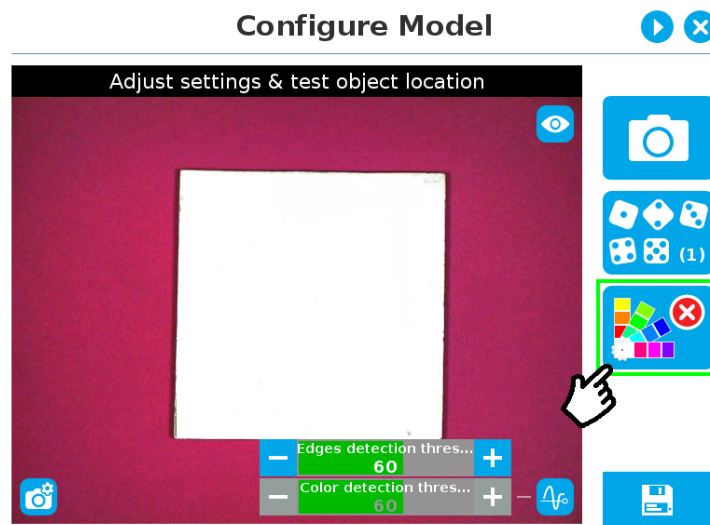 Configure Model
Adjust settings & test object location
(1)
Edges detection thres...
60
Color detection thres...
60